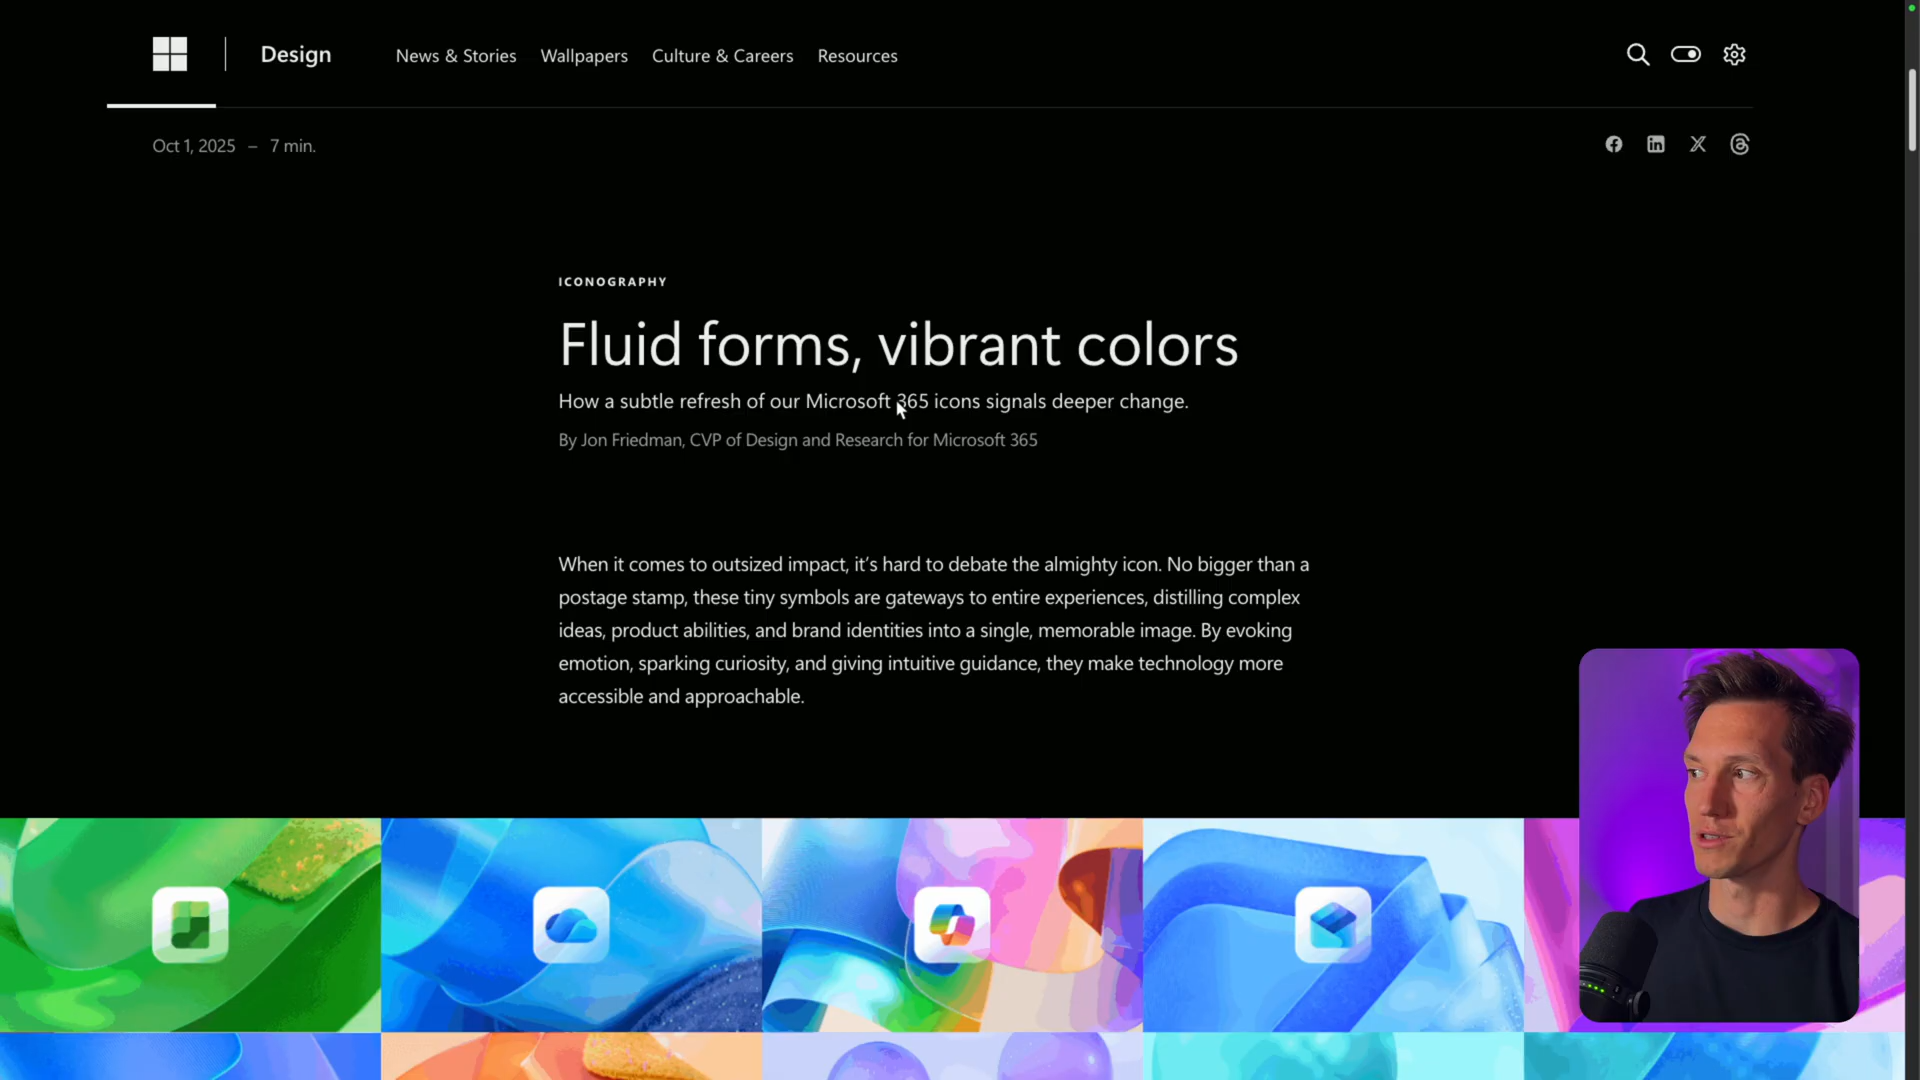 Design
News & Stories
Wallpapers
Culture & Careers
Resources
Oct 1, 2025 – 7 min.
ICONOGRAPHY
Fluid forms, vibrant colors
How a subtle refresh of our Microsoft 365 icons signals deeper change.
By Jon Friedman, CVP of Design and Research for Microsoft 365
When it comes to outsized impact, it’s hard to debate the almighty icon. No bigger than a
postage stamp, these tiny symbols are gateways to entire experiences, distilling complex
ideas, product abilities, and brand identities into a single, memorable image. By evoking
emotion, sparking curiosity, and giving intuitive guidance, they make technology more
accessible and approachable.